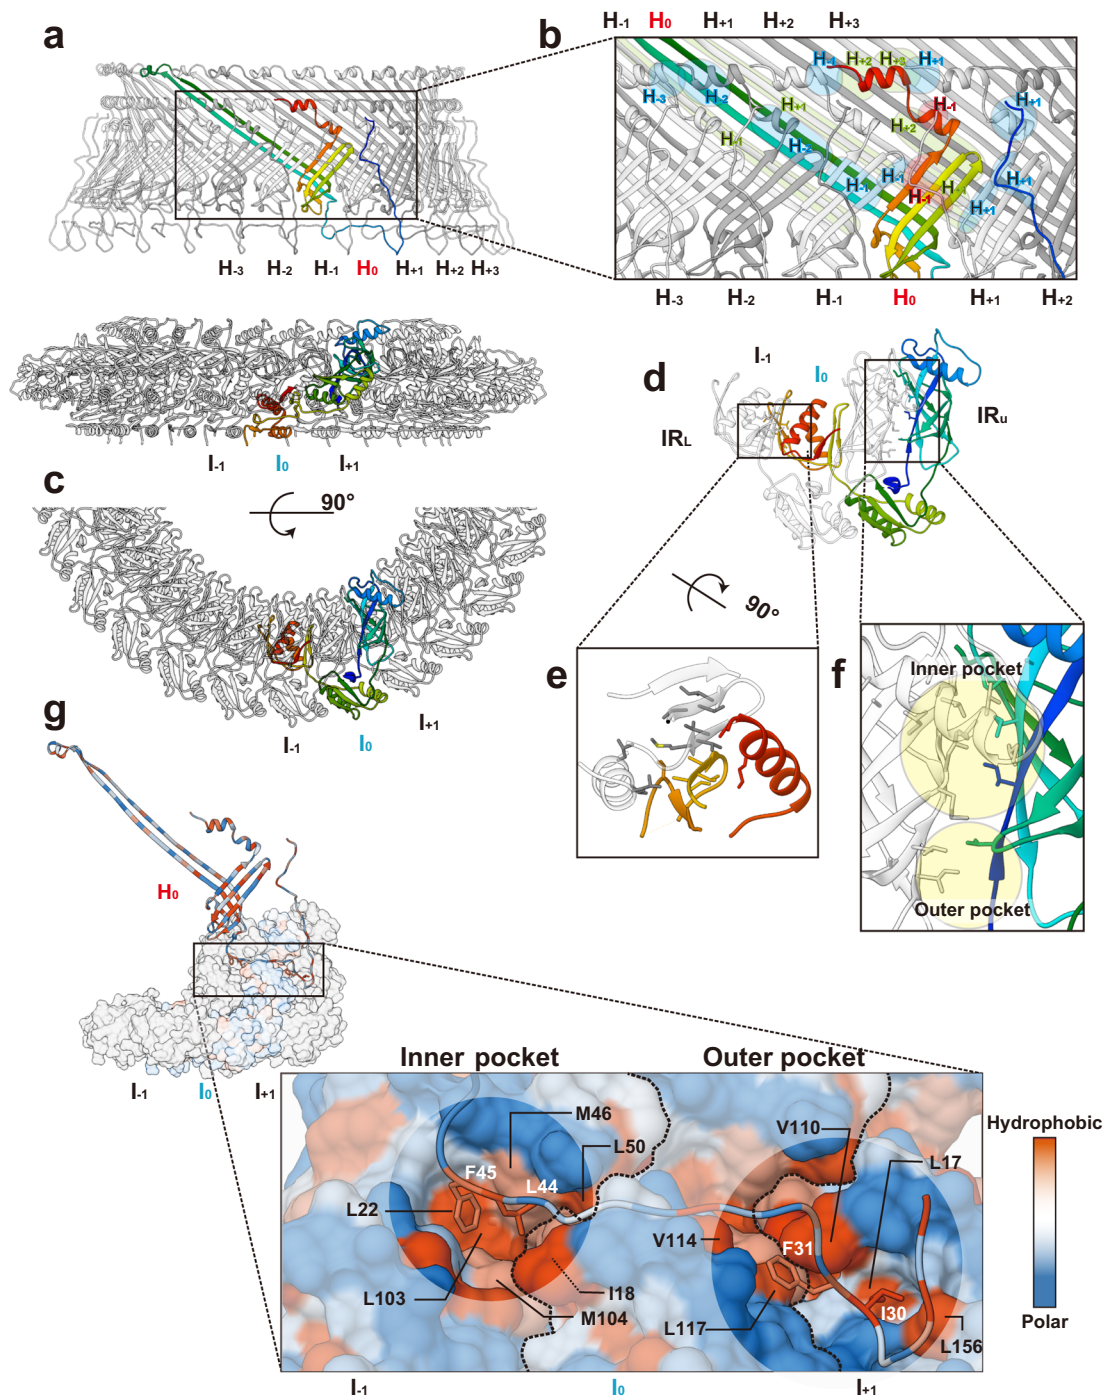 a
H-3 H-2 H-1 H0 H+1 H+2 H+3
b
H-1 H0 H+1 H+2 H+3
H-1 H+2 H+3 H+1
H-3 H-2 H+1 H-1 H+1
H+2
H-1 H-2
H-1 H+1
H-1 H-1 H+1
H+1
H-3 H-2 H-1 H0 H+1 H+2
I-1 I0 I+1
c
90°
I-1 I0 I+1
d
I-1 I0
IRL IRU
90°
e
f
Inner pocket
Outer pocket
g
H0
I-1 I0 I+1
Inner pocket Outer pocket
M46
V110
L50
L17
F45
L44
L22
V114
F31
L103
I18
M104
I30
L117
L156
I-1 I0 I+1
Hydrophobic
Polar